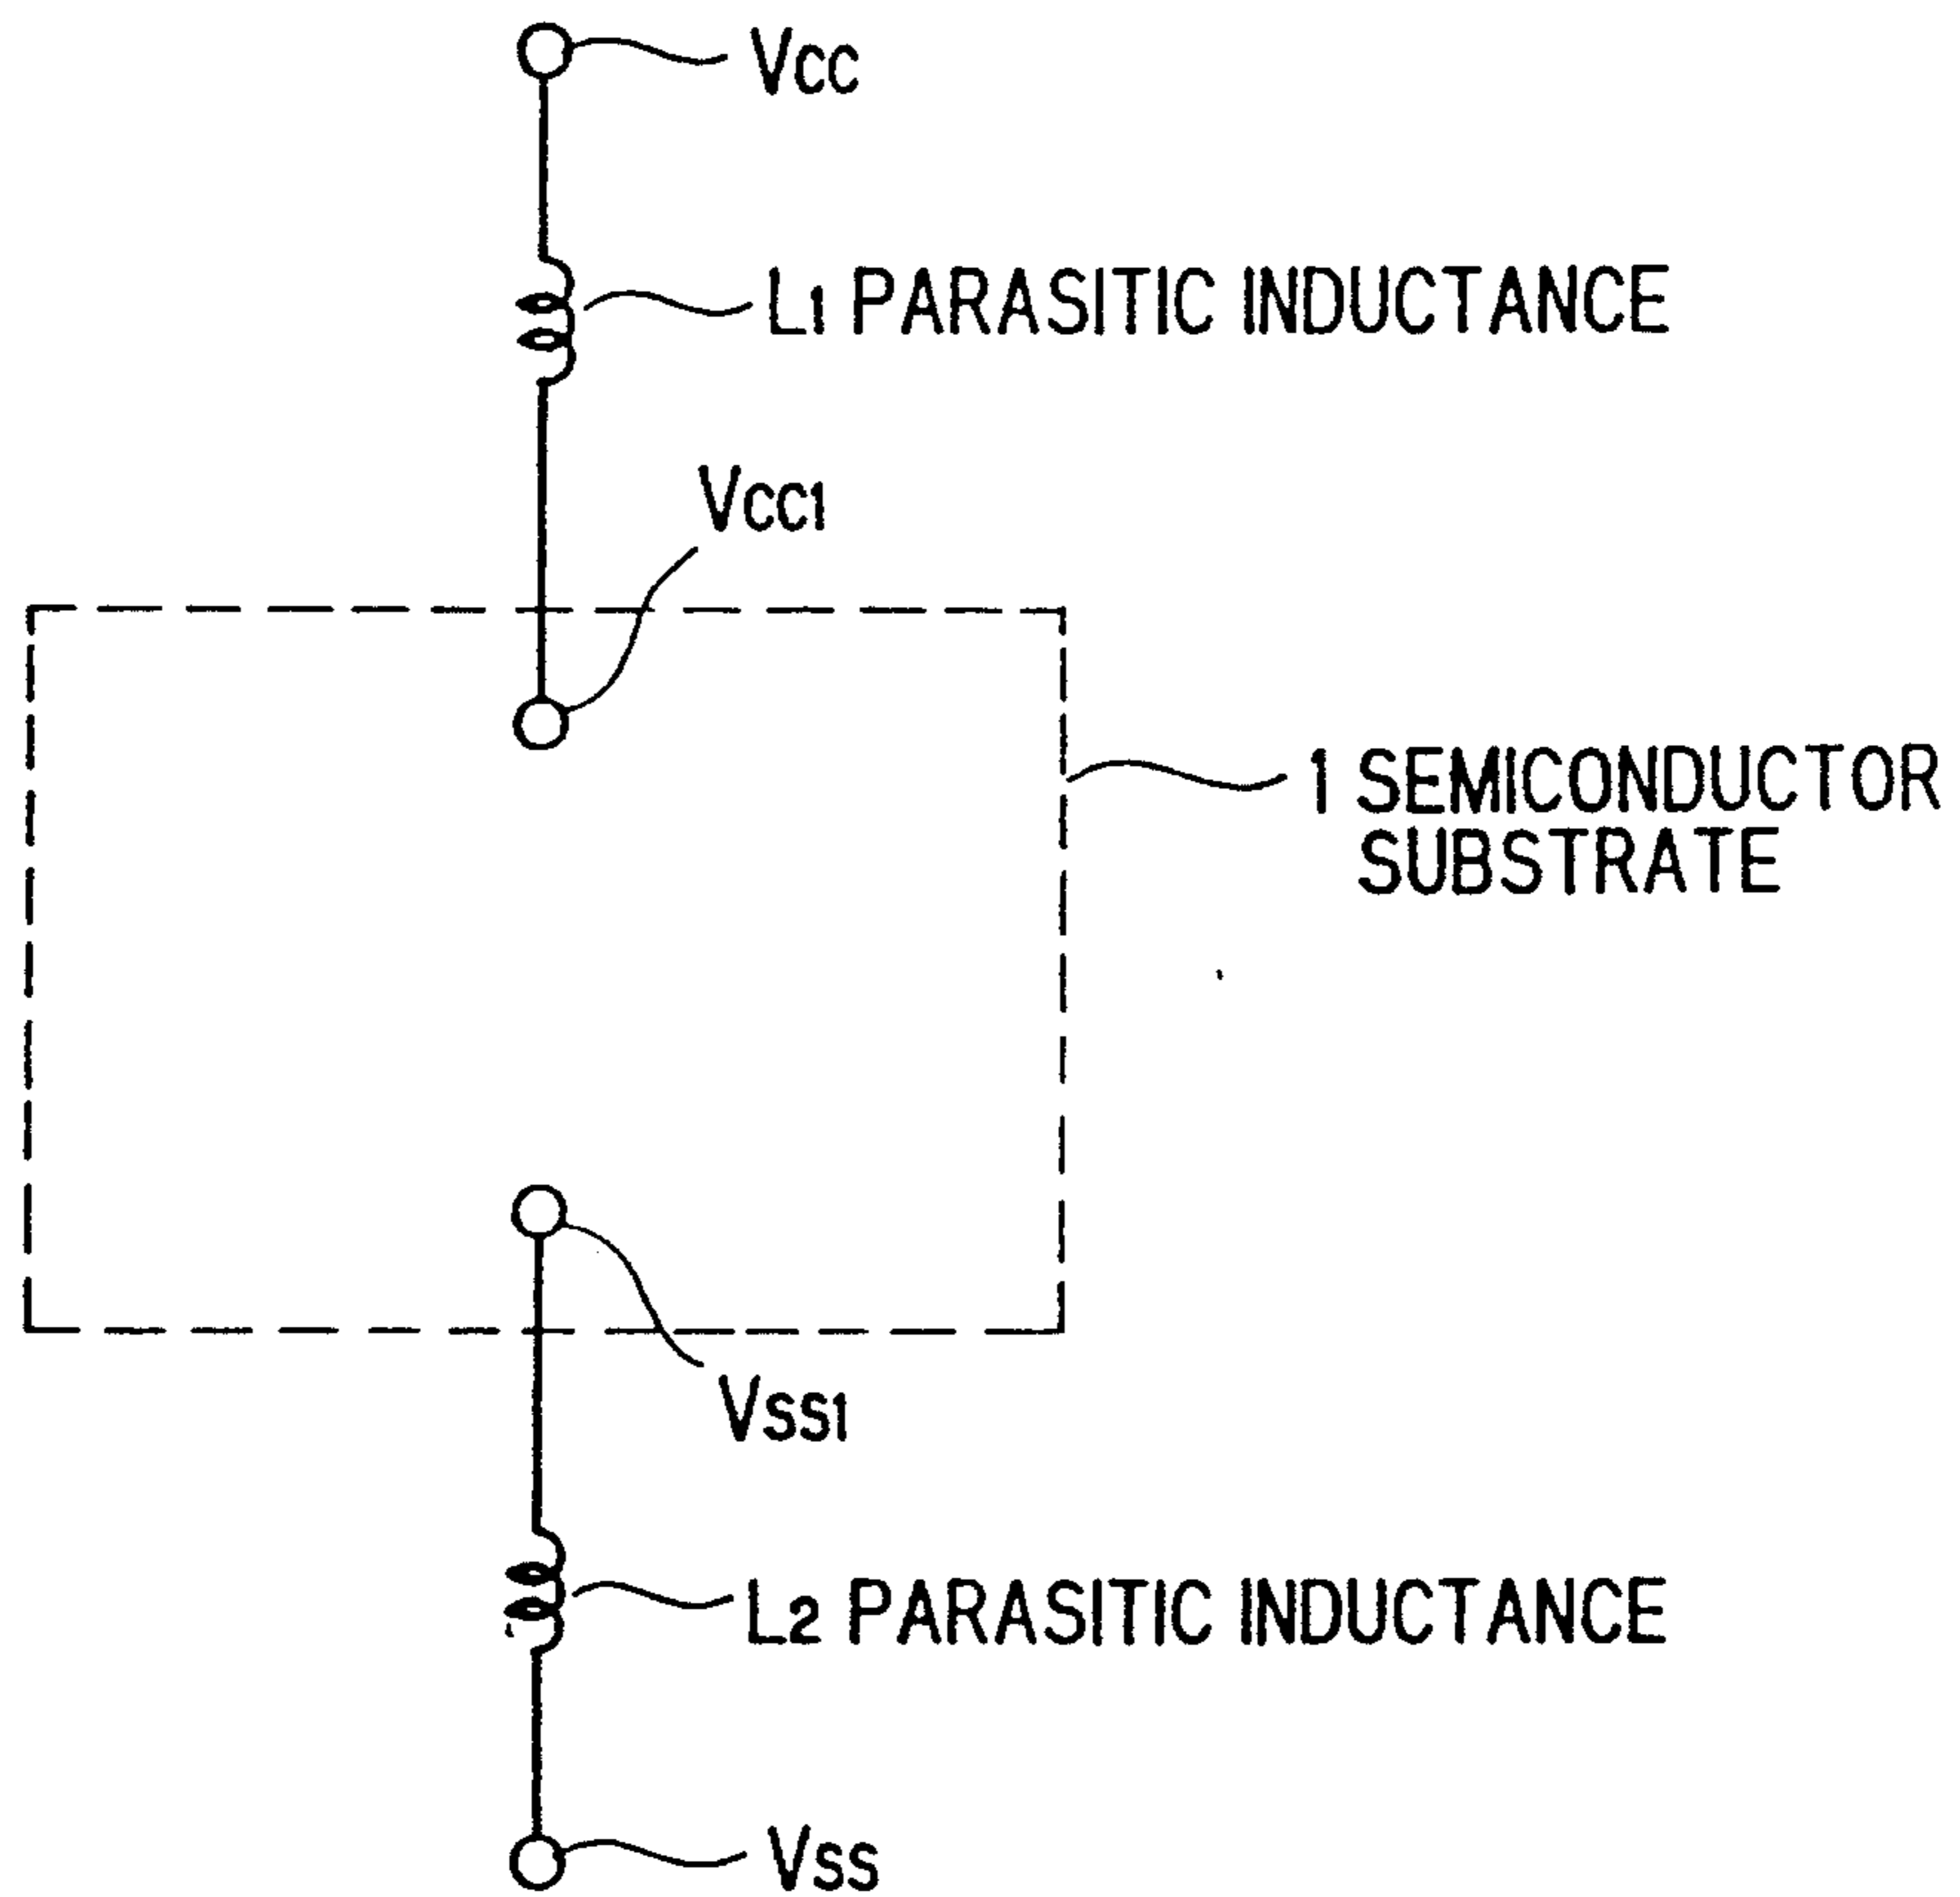 Vcc
L1 PARASITIC INDUCTANCE
Vcc1
1 SEMICONDUCTOR
SUBSTRATE
Vss1
L2 PARASITIC INDUCTANCE
Vss